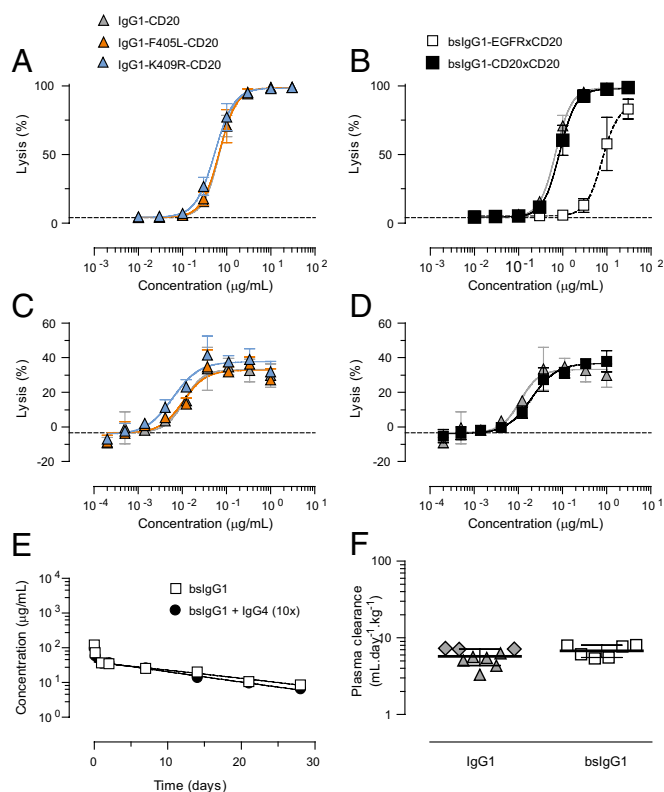 IgG1-CD20
IgG1-F405L-CD20
IgG1-K409R-CD20
bsIgG1-EGFRxCD20
bsIgG1-CD20xCD20
A
Lysis (%)
100
50
0
10⁻³ 10⁻² 10⁻¹ 10⁰ 10¹ 10²
Concentration (µg/mL)
B
Lysis (%)
100
50
0
10⁻³ 10⁻² 10⁻¹ 10⁰ 10¹ 10²
Concentration (µg/mL)
C
Lysis (%)
60
40
20
0
-20
10⁻⁴ 10⁻³ 10⁻² 10⁻¹ 10⁰ 10¹
Concentration (µg/mL)
D
Lysis (%)
60
40
20
0
-20
10⁻⁴ 10⁻³ 10⁻² 10⁻¹ 10⁰ 10¹
Concentration (µg/mL)
E
Concentration (µg/mL)
10⁴
10³
10²
10¹
10⁰
bsIgG1
bsIgG1 + IgG4 (10x)
0 10 20 30
Time (days)
F
Plasma clearance
(mL.day⁻¹.kg⁻¹)
100
10
1
IgG1 bsIgG1